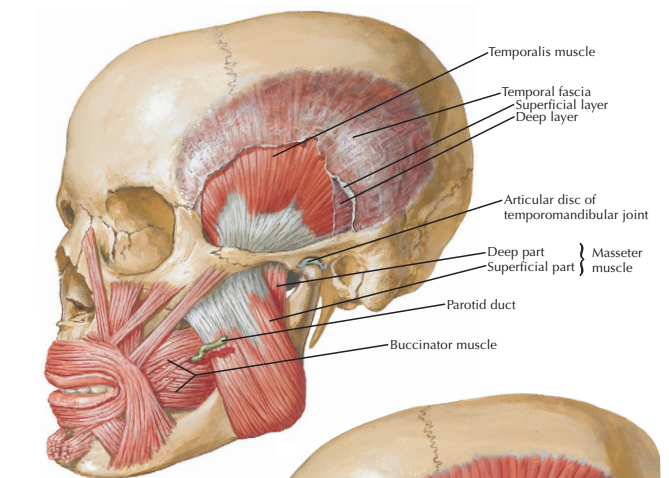 Temporalis muscle
Temporal fascia
Superficial layer
Deep layer
Articular disc of
temporomandibular joint
Deep part
Superficial part
Masseter
muscle
Parotid duct
Buccinator muscle